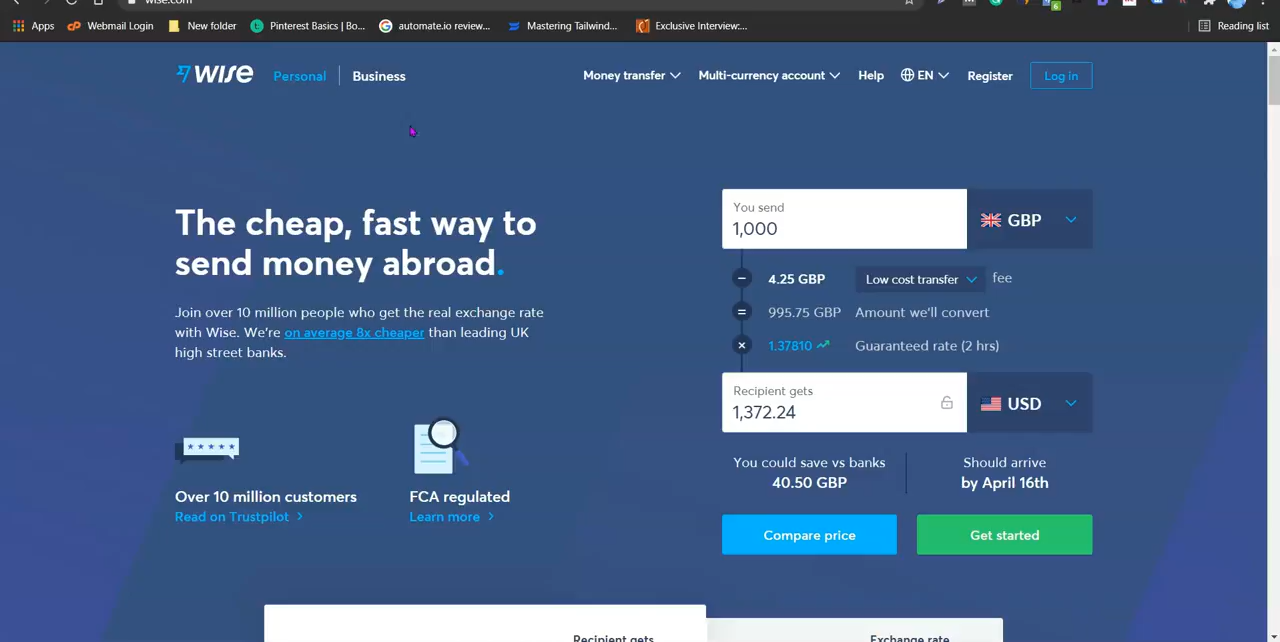 wise.com
Apps Webmail Login New folder Pinterest Basics | Bo... automate.io review... Mastering Tailwind... Exclusive Interview:... Reading list
6
WISE Personal Business Money transfer Multi-currency account Help EN Register Log in
The cheap, fast way to
send money abroad.
Join over 10 million people who get the real exchange rate
with Wise. We're on average 8x cheaper than leading UK
high street banks.
Over 10 million customers
Read on Trustpilot
FCA regulated
Learn more
You send
1,000
GBP
4.25 GBP Low cost transfer fee
995.75 GBP Amount we'll convert
1.37810 Guaranteed rate (2 hrs)
Recipient gets
1,372.24
USD
You could save vs banks
40.50 GBP
Should arrive
by April 16th
Compare price Get started
Recipient gets Exchange rate